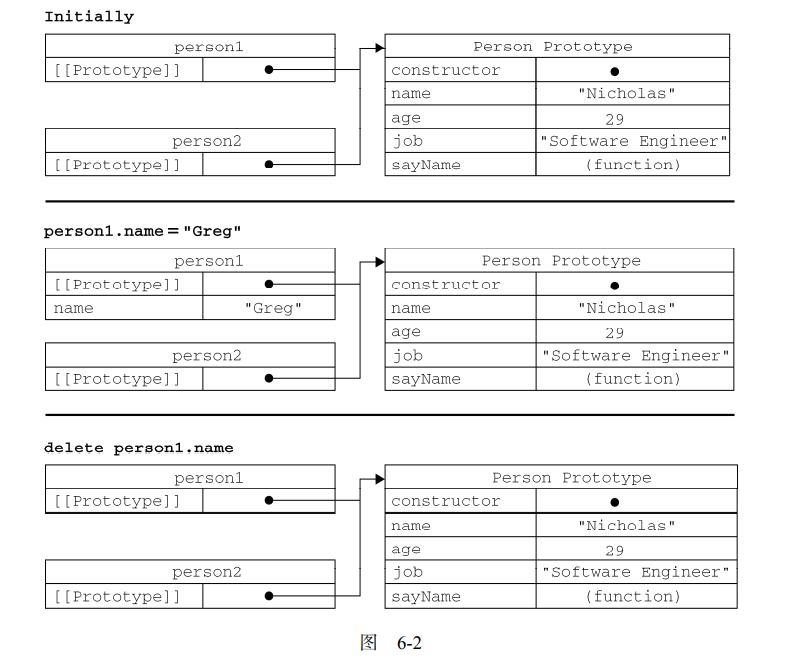 Initially
person1
[[Prototype]]
Person Prototype
constructor
name "Nicholas"
age 29
job "Software Engineer"
sayName (function)
person2
[[Prototype]]
person1.name="Greg"
person1
[[Prototype]]
name "Greg"
Person Prototype
constructor
name "Nicholas"
age 29
job "Software Engineer"
sayName (function)
person2
[[Prototype]]
delete person1.name
person1
[[Prototype]]
Person Prototype
constructor
name "Nicholas"
age 29
job "Software Engineer"
sayName (function)
person2
[[Prototype]]
图 6-2